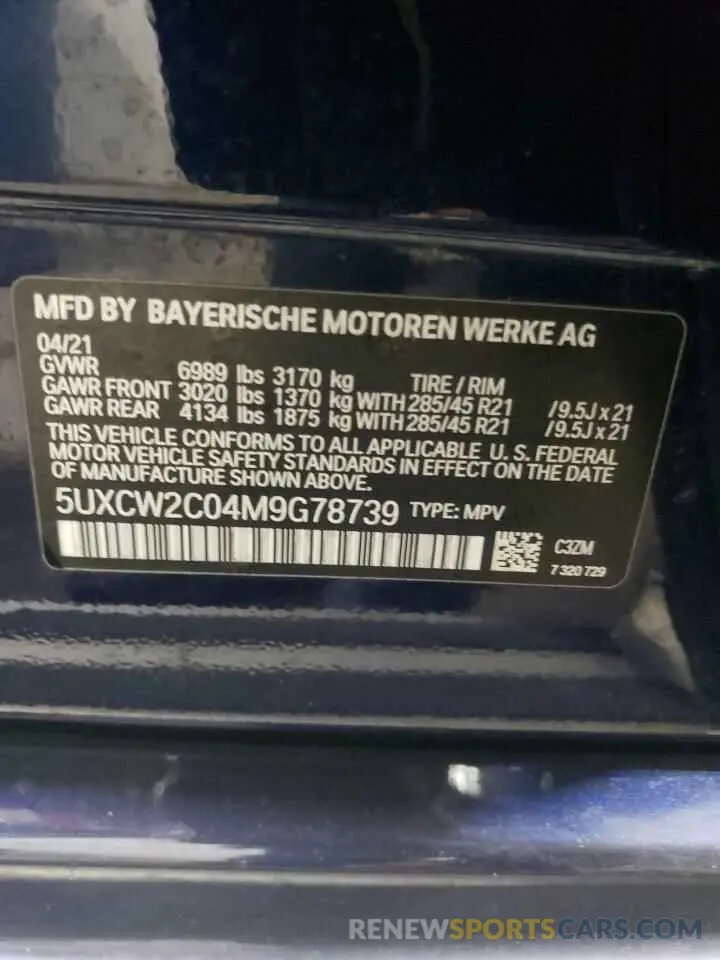 MFD BY BAYERISCHE MOTOREN WERKE AG
04/21
GVWR 6989 lbs 3170 kg TIRE / RIM
GAWR FRONT 3020 lbs 1370 kg WITH 285/45 R21 /9.5J x 21
GAWR REAR 4134 lbs 1875 kg WITH 285/45 R21 /9.5J x 21
THIS VEHICLE CONFORMS TO ALL APPLICABLE U. S. FEDERAL
MOTOR VEHICLE SAFETY STANDARDS IN EFFECT ON THE DATE
OF MANUFACTURE SHOWN ABOVE.
5UXCW2C04M9G78739 TYPE: MPV
C3ZM
7 320 729
RENEWSPORTSCARS.COM